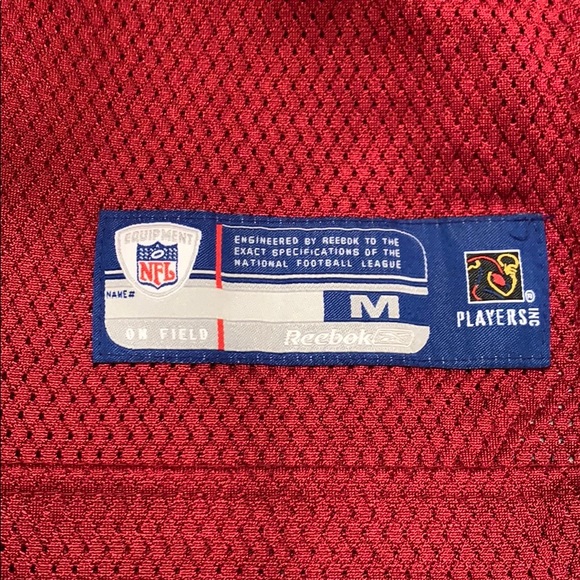 EQUIPMENT
NFL
ENGINEERED BY REEBOK TO THE
EXACT SPECIFICATIONS OF THE
NATIONAL FOOTBALL LEAGUE
NAME#
M
ON FIELD
Reebok
®
PLAYERS INC